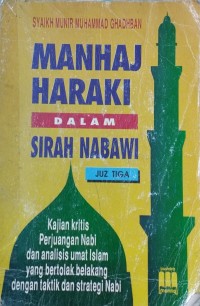 SYAIKH MUNIR MUHAMMAD GHADHBAN
MANHAJ
HARAKI
DALAM
SIRAH NABAWI
JUZ TIGA
Kajian kritis
Perjuangan Nabi
dan analisis umat Islam
yang bertolak belakang
dengan taktik dan strategi Nabi